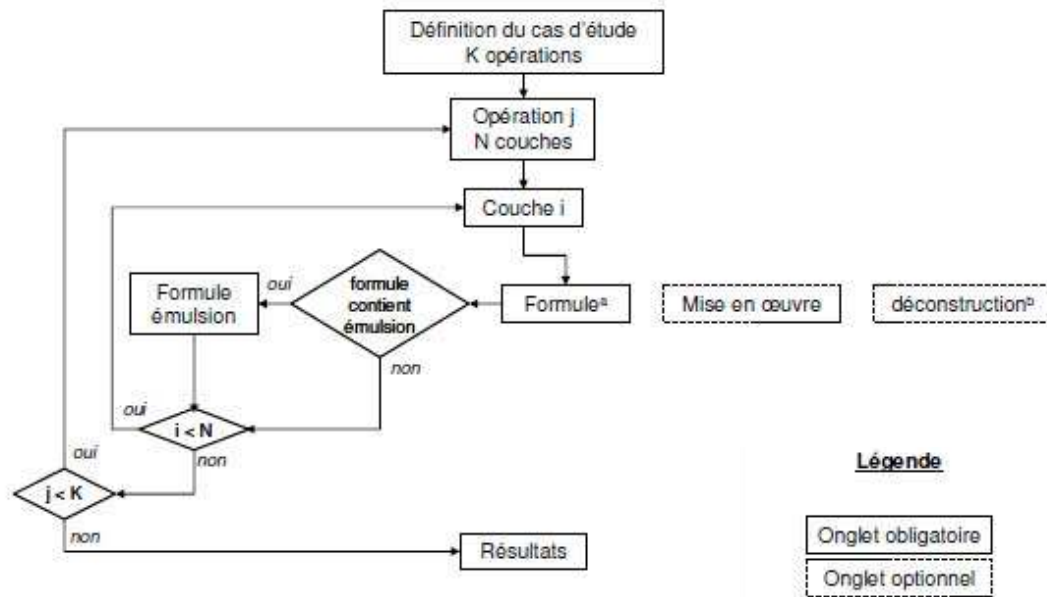 Définition du cas d'étude
K opérations
Opération j
N couches
Couche i
Formule
émulsion
oui
formule
contient
émulsion
Formuleᵃ
Mise en œuvre
déconstructionᵇ
non
oui
i < N
non
oui
j < K
non
Résultats
Légende
Onglet obligatoire
Onglet optionnel